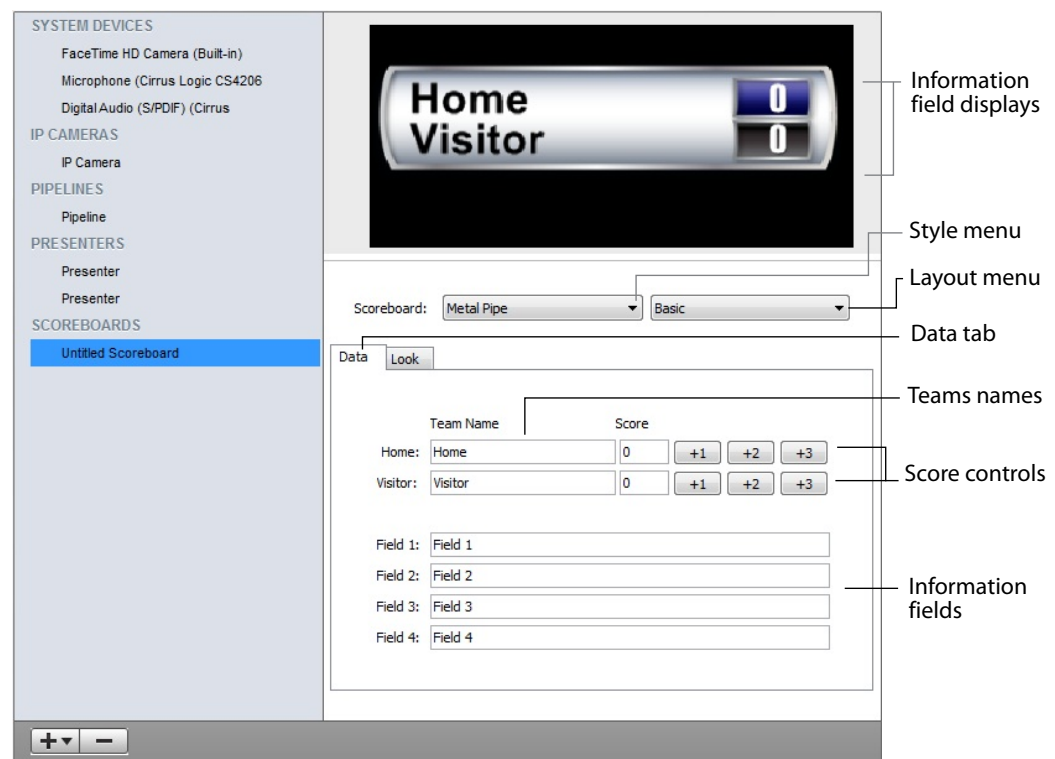 SYSTEM DEVICES
FaceTime HD Camera (Built-in)
Microphone (Cirrus Logic CS4206
Digital Audio (S/PDIF) (Cirrus
IP CAMERAS
IP Camera
PIPELINES
Pipeline
PRESENTERS
Presenter
Presenter
SCOREBOARDS
Untitled Scoreboard
Home 0
Visitor 0
Scoreboard: Metal Pipe Basic
Data Look
Team Name Score
Home: Home 0 +1 +2 +3
Visitor: Visitor 0 +1 +2 +3
Field 1: Field 1
Field 2: Field 2
Field 3: Field 3
Field 4: Field 4
Information
field displays
Style menu
Layout menu
Data tab
Teams names
Score controls
Information
fields